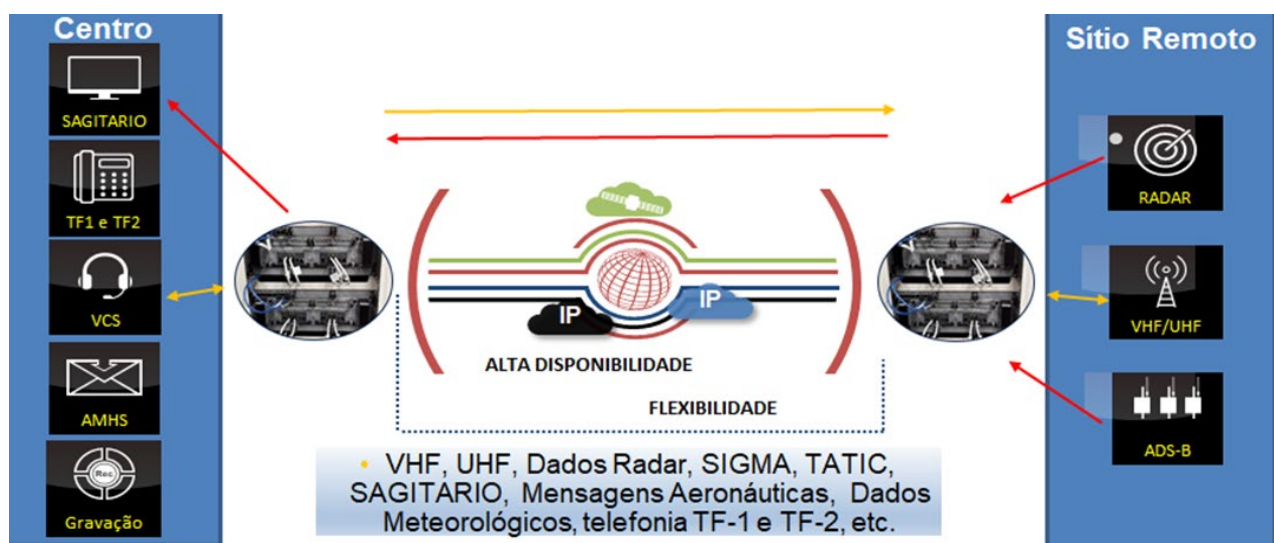 Centro
SAGITARIO
TF1 e TF2
VCS
AMHS
Rec
Gravação
IP
IP
ALTA DISPONIBILIDADE
FLEXIBILIDADE
• VHF, UHF, Dados Radar, SIGMA, TATIC,
SAGITARIO, Mensagens Aeronáuticas, Dados
Meteorológicos, telefonia TF-1 e TF-2, etc.
Sítio Remoto
RADAR
VHF/UHF
ADS-B